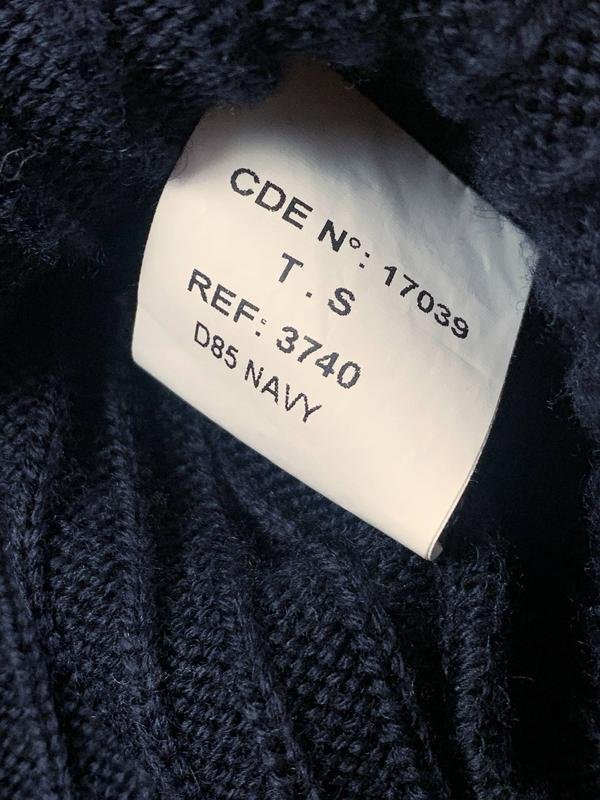 CDE N°: 17039
T . S
REF: 3740
D85 NAVY